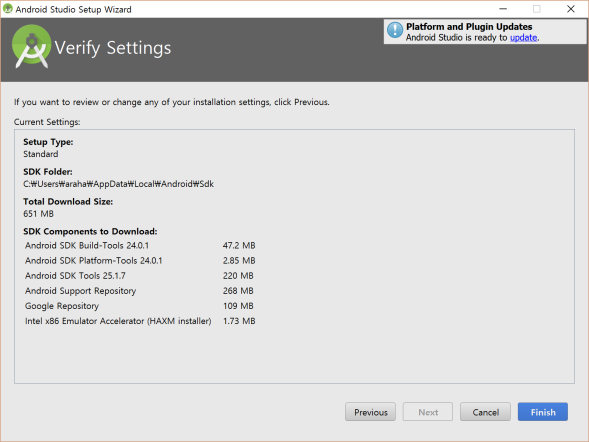 Android Studio Setup Wizard
Platform and Plugin Updates
Android Studio is ready to update.
Verify Settings
If you want to review or change any of your installation settings, click Previous.
Current Settings:
Setup Type:
Standard
SDK Folder:
C:₩Users₩araha₩AppData₩Local₩Android₩Sdk
Total Download Size:
651 MB
SDK Components to Download:
Android SDK Build-Tools 24.0.1 47.2 MB
Android SDK Platform-Tools 24.0.1 2.85 MB
Android SDK Tools 25.1.7 220 MB
Android Support Repository 268 MB
Google Repository 109 MB
Intel x86 Emulator Accelerator (HAXM installer) 1.73 MB
Previous Next Cancel Finish